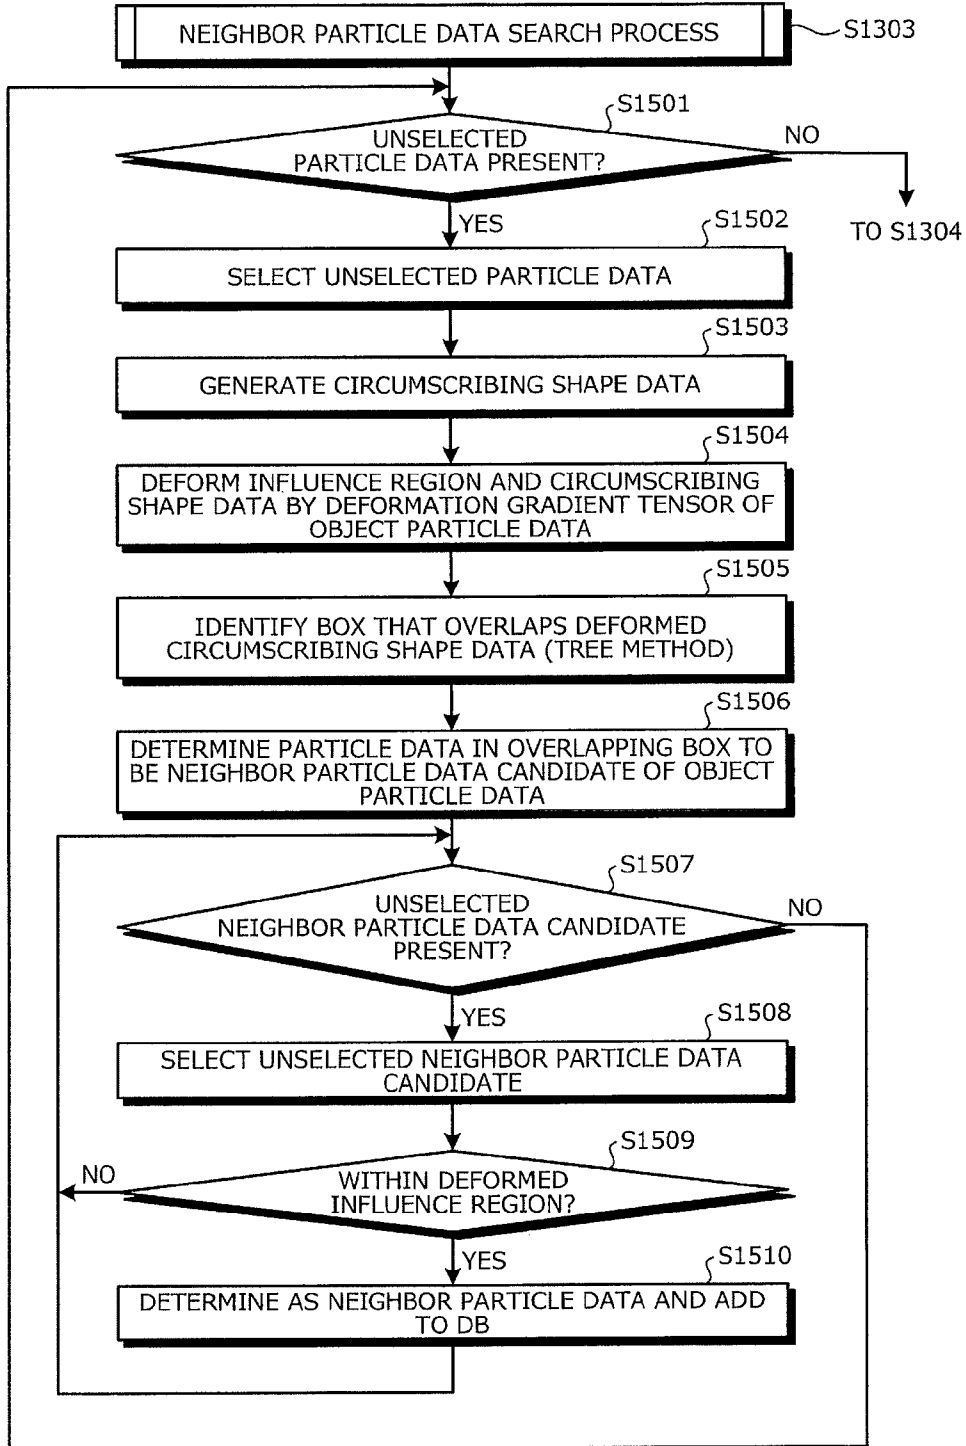 NEIGHBOR PARTICLE DATA SEARCH PROCESS
S1303
S1501
UNSELECTED
PARTICLE DATA PRESENT?
NO
TO S1304
YES
S1502
SELECT UNSELECTED PARTICLE DATA
S1503
GENERATE CIRCUMSCRIBING SHAPE DATA
S1504
DEFORM INFLUENCE REGION AND CIRCUMSCRIBING
SHAPE DATA BY DEFORMATION GRADIENT TENSOR OF
OBJECT PARTICLE DATA
S1505
IDENTIFY BOX THAT OVERLAPS DEFORMED
CIRCUMSCRIBING SHAPE DATA (TREE METHOD)
S1506
DETERMINE PARTICLE DATA IN OVERLAPPING BOX TO
BE NEIGHBOR PARTICLE DATA CANDIDATE OF OBJECT
PARTICLE DATA
S1507
UNSELECTED
NEIGHBOR PARTICLE DATA CANDIDATE
PRESENT?
NO
YES
S1508
SELECT UNSELECTED NEIGHBOR PARTICLE DATA
CANDIDATE
S1509
NO
WITHIN DEFORMED
INFLUENCE REGION?
YES
S1510
DETERMINE AS NEIGHBOR PARTICLE DATA AND ADD
TO DB